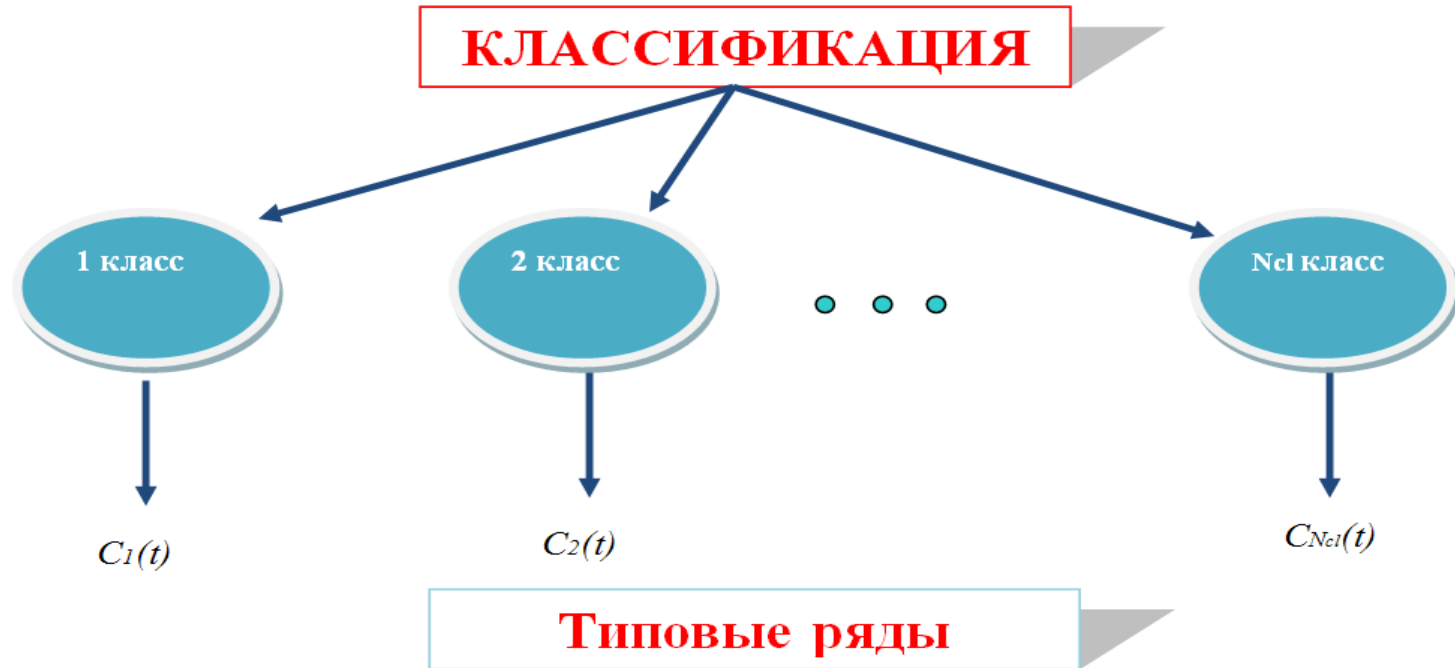 КЛАССИФИКАЦИЯ
1 класс
2 класс
Ncl класс
C1(t)
C2(t)
CNcl(t)
Типовые ряды